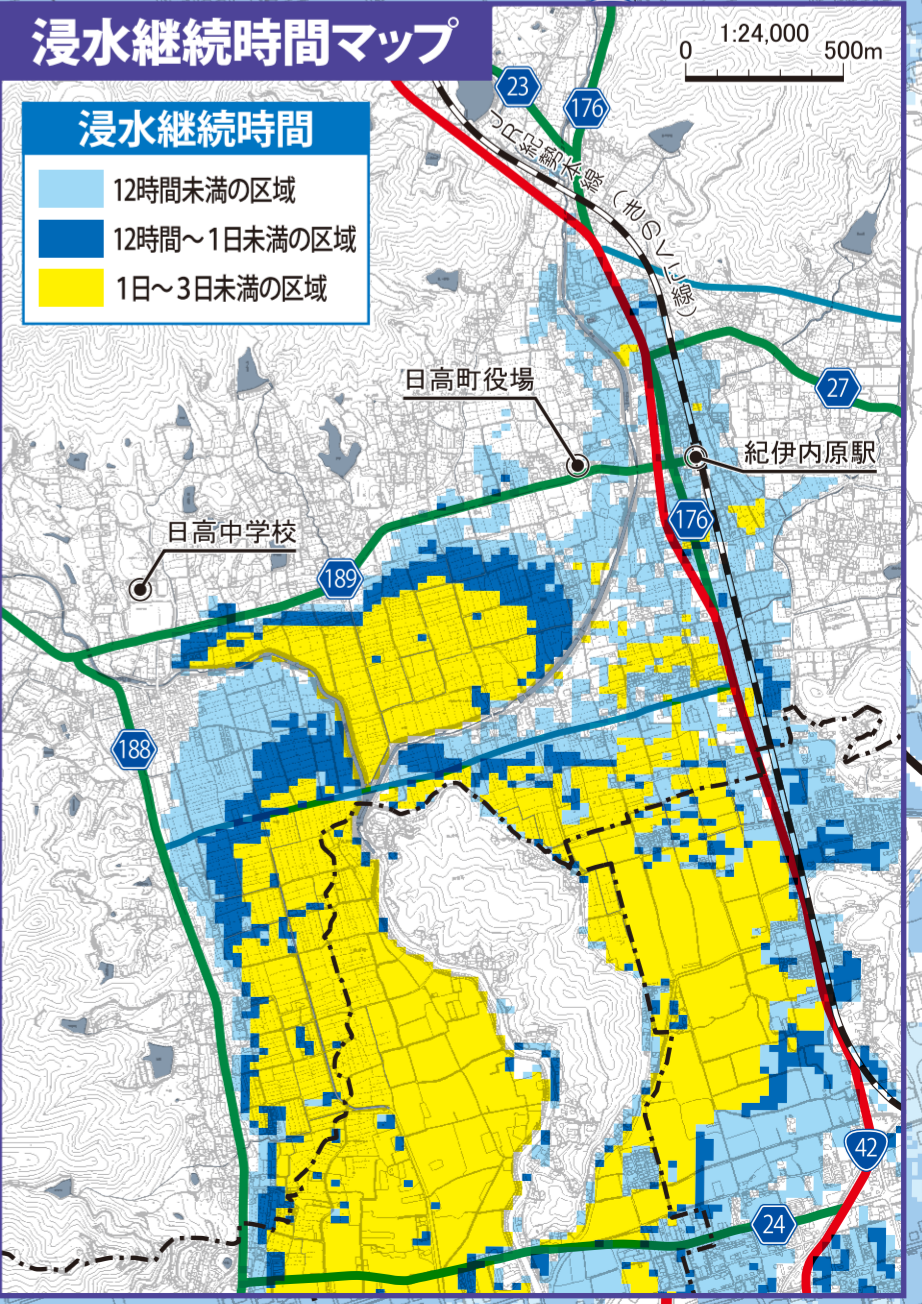 浸水継続時間マップ
1:24,000
0 500m
浸水継続時間
12時間未満の区域
12時間～1日未満の区域
1日～3日未満の区域
23
176
JR紀勢本線(きのくに線)
27
日高町役場
紀伊内原駅
176
日高中学校
189
188
42
24